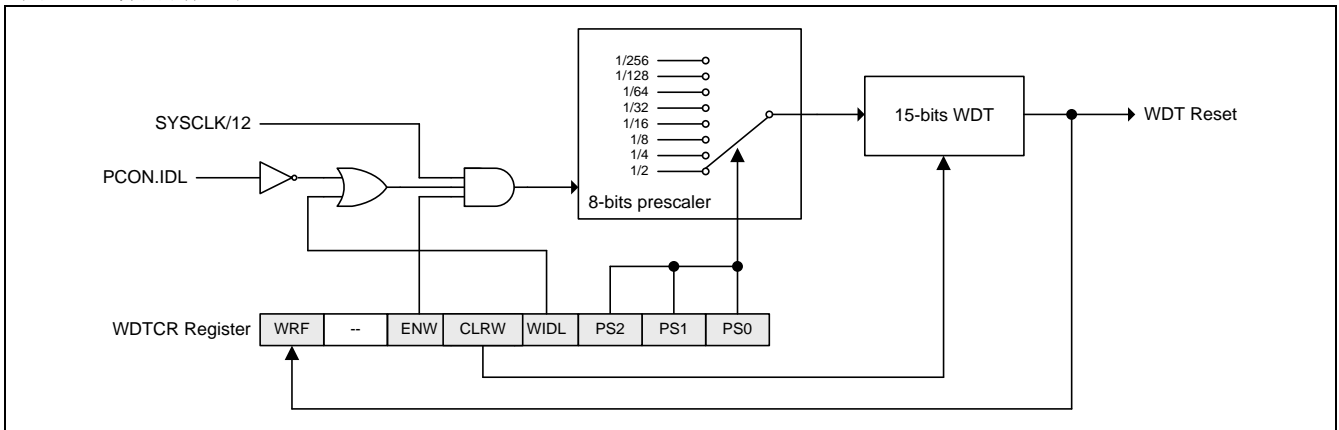 1/256
1/128
1/64
1/32
1/16
1/8
1/4
1/2
8-bits prescaler
SYSCLK/12
PCON.IDL
15-bits WDT
WDT Reset
WDTCR Register WRF -- ENW CLRW WIDL PS2 PS1 PS0